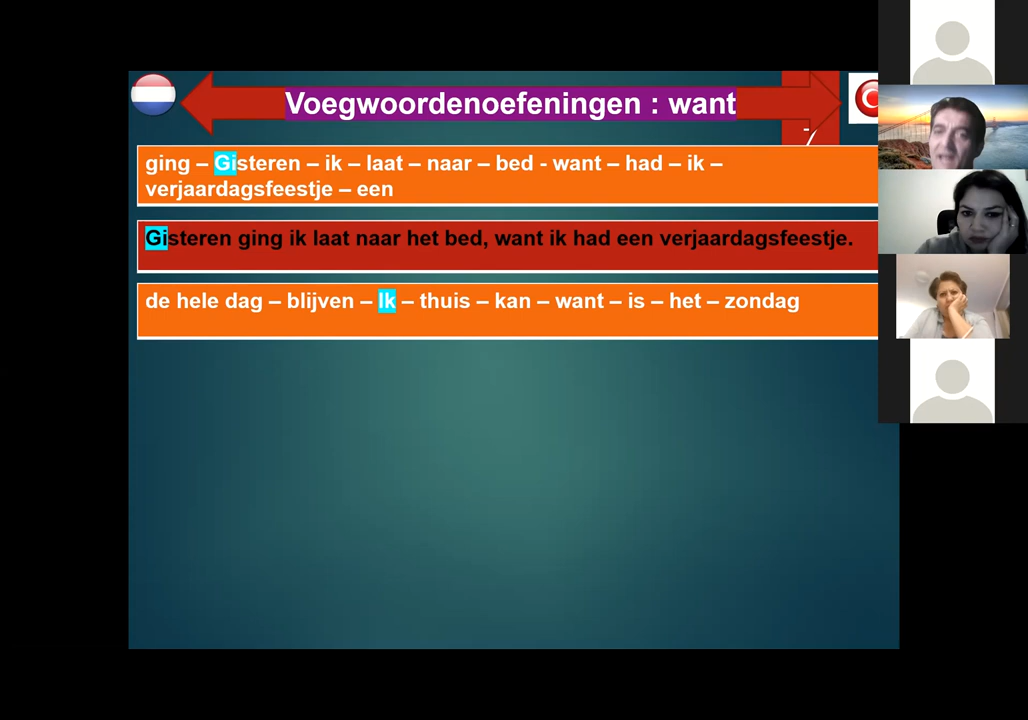 Voegwoordenoefeningen : want
ging – Gisteren – ik – laat – naar – bed - want – had – ik –
verjaardagsfeestje – een
Gisteren ging ik laat naar het bed, want ik had een verjaardagsfeestje.
de hele dag – blijven – Ik – thuis – kan – want – is – het – zondag